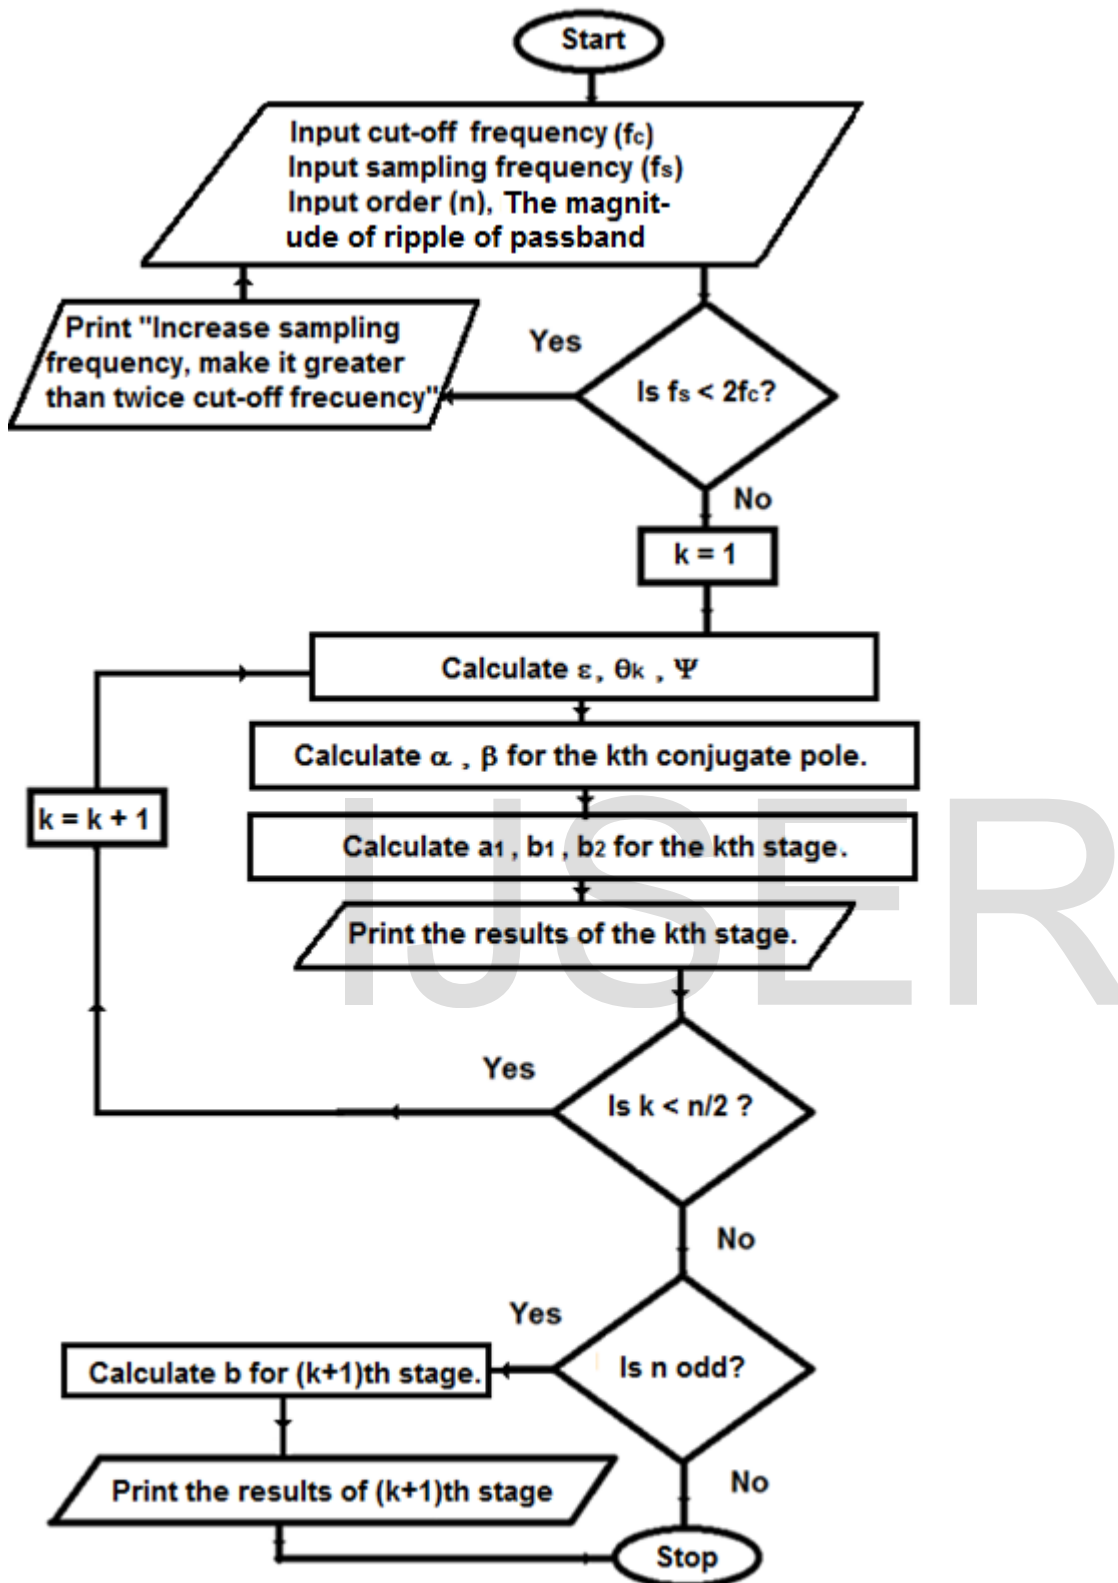 Start
Input cut-off frequency (fc)
Input sampling frequency (fs)
Input order (n), The magnit-
ude of ripple of passband
Print "Increase sampling
frequency, make it greater
than twice cut-off frecuency"
Yes
Is fs < 2fc?
No
k = 1
Calculate ε, θk , Ψ
Calculate α , β for the kth conjugate pole.
k = k + 1
Calculate a1 , b1 , b2 for the kth stage.
Print the results of the kth stage.
IJSER
Yes
Is k < n/2 ?
No
Yes
Is n odd?
Calculate b for (k+1)th stage.
No
Print the results of (k+1)th stage
Stop